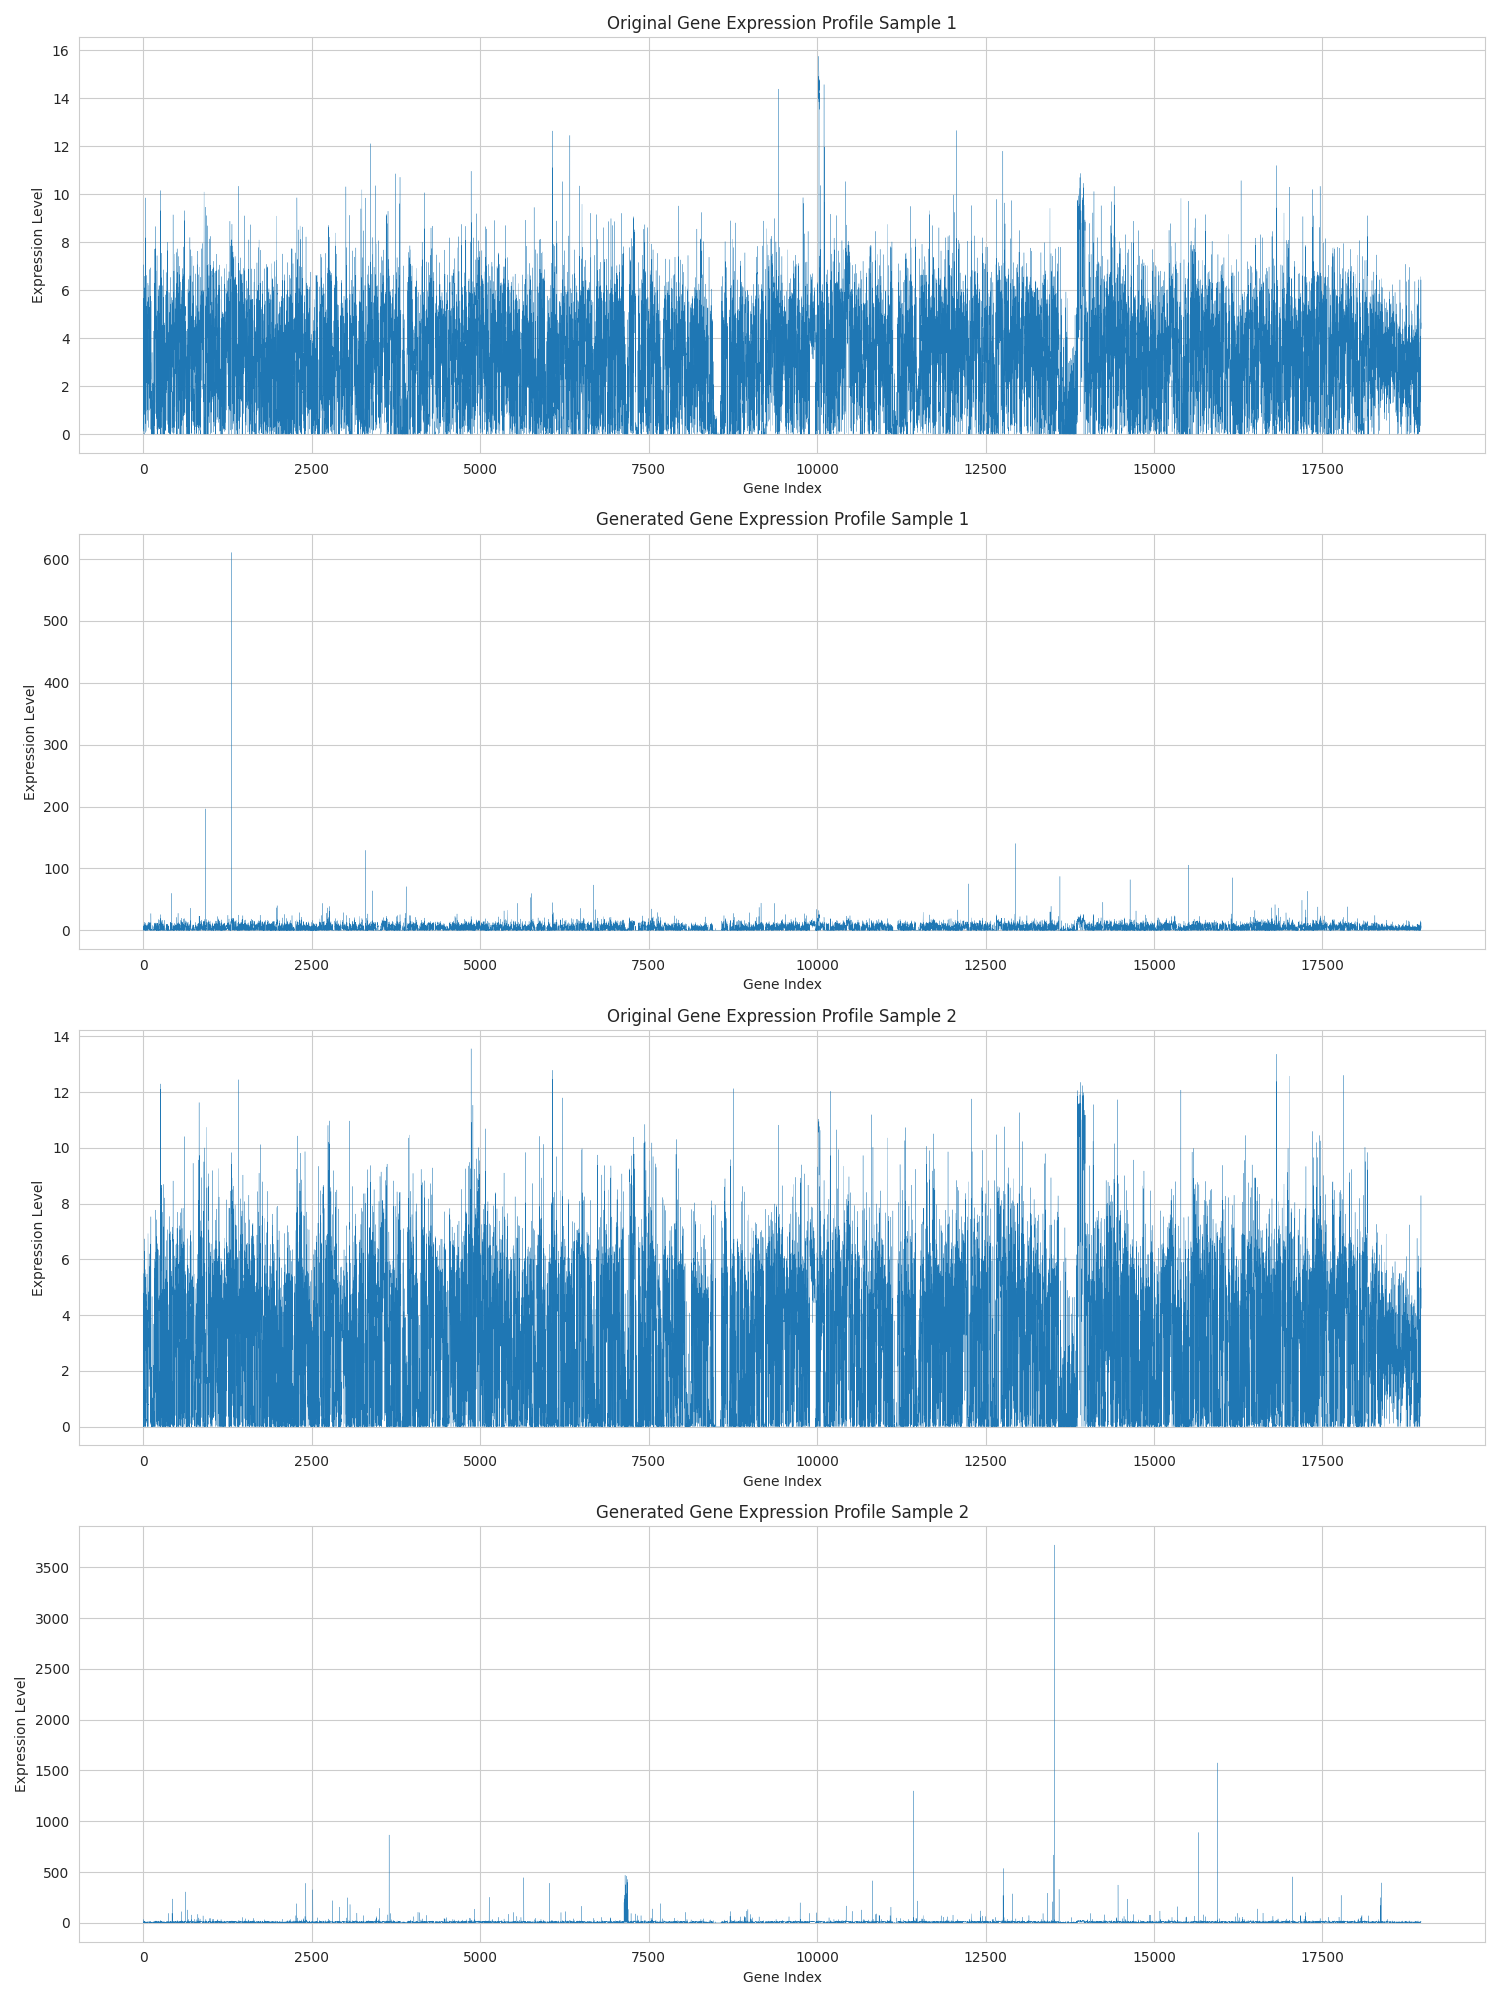 Original Gene Expression Profile Sample 1
16
14
12
10
8
6
4
2
0
Expression Level
0 2500 5000 7500 10000 12500 15000 17500
Gene Index
Generated Gene Expression Profile Sample 1
600
500
400
300
200
100
0
Expression Level
0 2500 5000 7500 10000 12500 15000 17500
Gene Index
Original Gene Expression Profile Sample 2
14
12
10
8
6
4
2
0
Expression Level
0 2500 5000 7500 10000 12500 15000 17500
Gene Index
Generated Gene Expression Profile Sample 2
3500
3000
2500
2000
1500
1000
500
0
Expression Level
0 2500 5000 7500 10000 12500 15000 17500
Gene Index